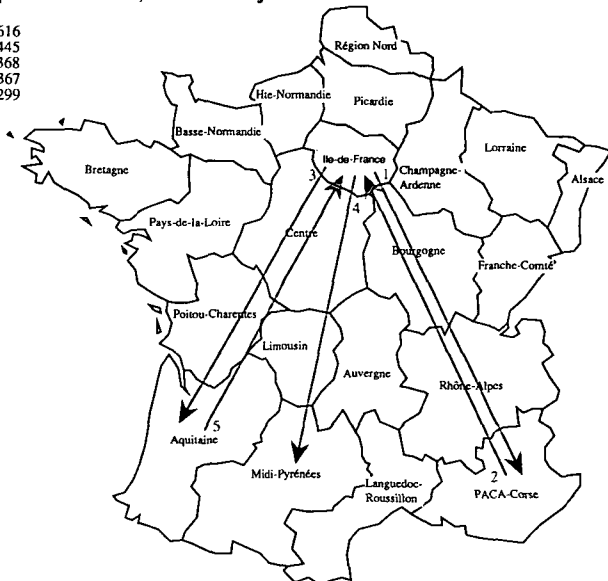 616
445
368
367
299
Région Nord
Hte-Normandie
Picardie
Basse-Normandie
Lorraine
Ile-de-France
Bretagne
3
1
Champagne-
Ardenne
Alsace
4
Pays-de-la-Loire
Centre
Bourgogne
Franche-Comté
Poitou-Charentes
Limousin
Auvergne
Rhône-Alpes
5
Aquitaine
Midi-Pyrénées
2
Languedoc-
Roussillon
PACA-Corse